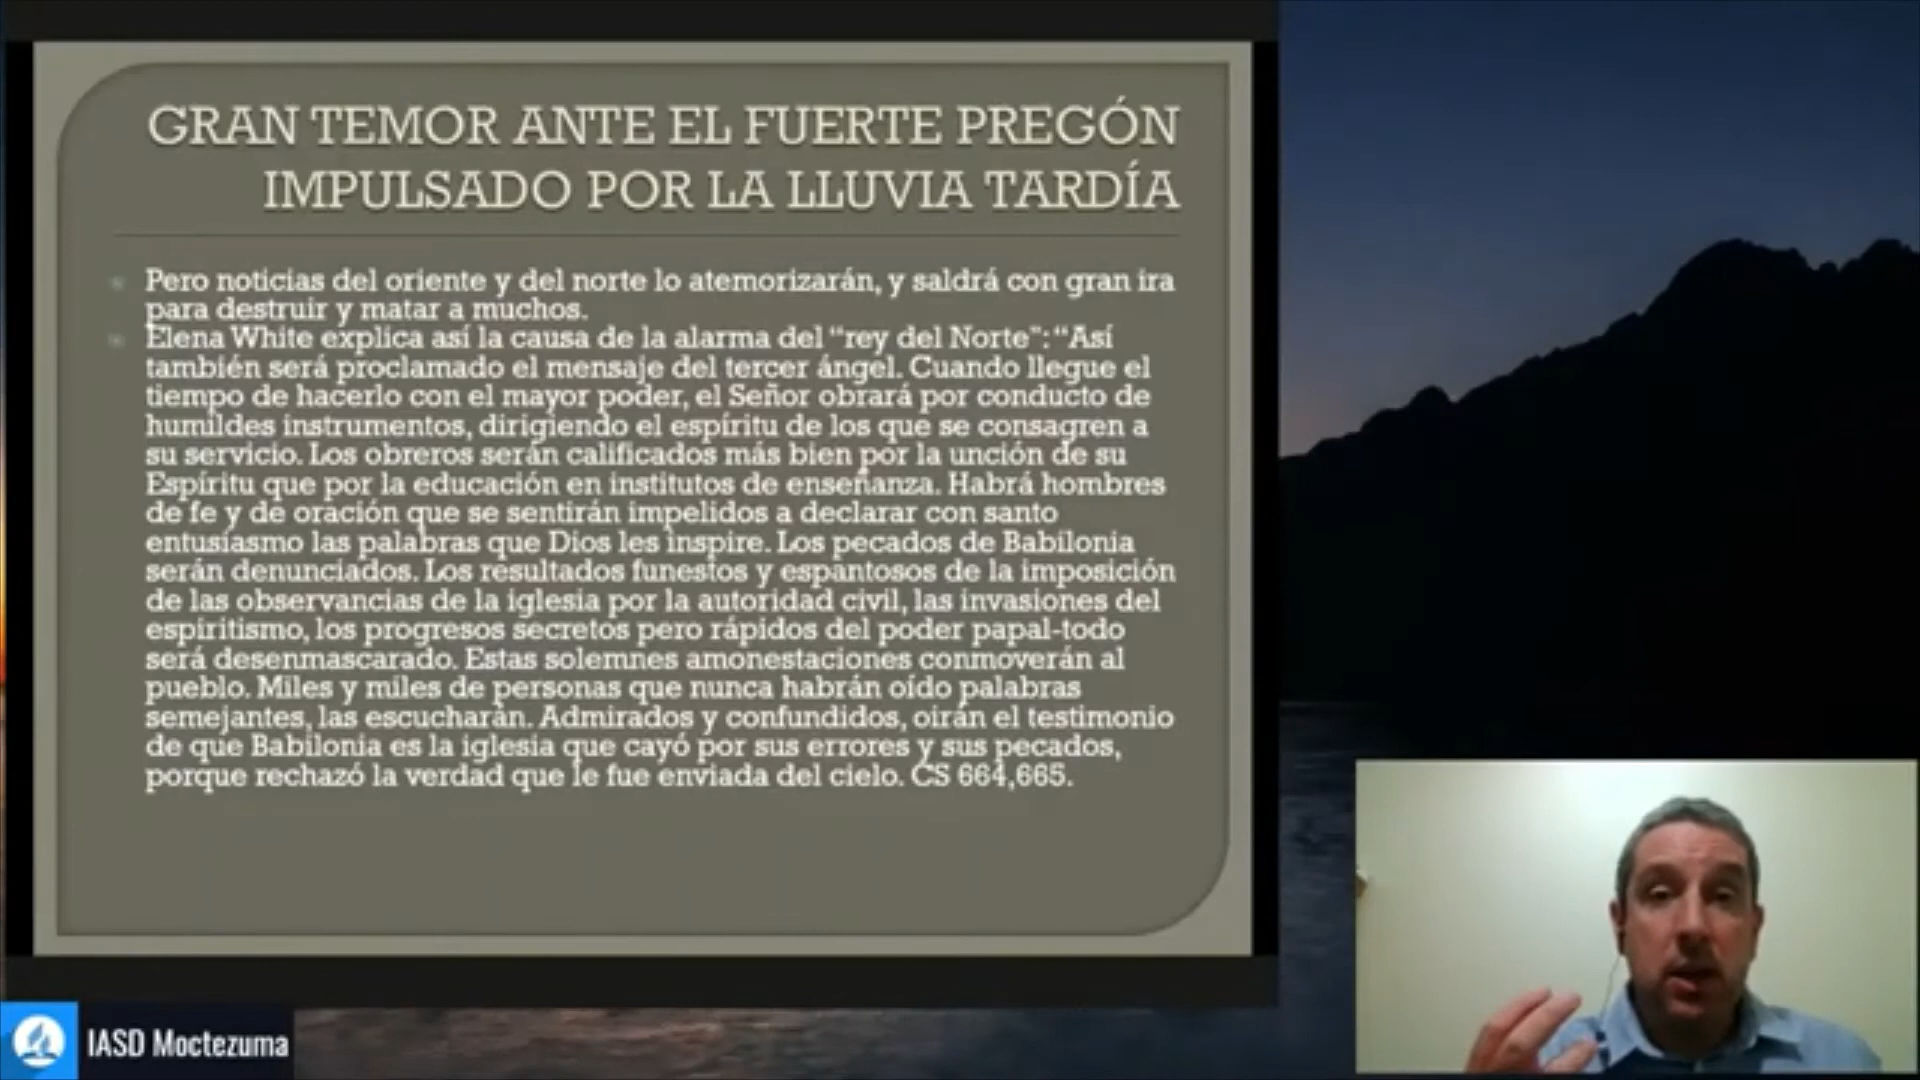 GRAN TEMOR ANTE EL FUERTE PREGÓN
IMPULSADO POR LA LLUVIA TARDÍA
Pero noticias del oriente y del norte lo atemorizarán, y saldrá con gran ira
para destruir y matar a muchos.
Elena White explica así la causa de la alarma del “rey del Norte”: “Así
también será proclamado el mensaje del tercer ángel. Cuando llegue el
tiempo de hacerlo con el mayor poder, el Señor obrará por conducto de
humildes instrumentos, dirigiendo el espíritu de los que se consagren a
su servicio. Los obreros serán calificados más bien por la unción de su
Espíritu que por la educación en institutos de enseñanza. Habrá hombres
de fe y de oración que se sentirán impelidos a declarar con santo
entusiasmo las palabras que Dios les inspire. Los pecados de Babilonia
serán denunciados. Los resultados funestos y espantosos de la imposición
de las observancias de la iglesia por la autoridad civil, las invasiones del
espiritismo, los progresos secretos pero rápidos del poder papal-todo
será desenmascarado. Estas solemnes amonestaciones conmoverán al
pueblo. Miles y miles de personas que nunca habrán oído palabras
semejantes, las escucharán. Admirados y confundidos, oirán el testimonio
de que Babilonia es la iglesia que cayó por sus errores y sus pecados,
porque rechazó la verdad que le fue enviada del cielo. CS 664,665.
IASD Moctezuma